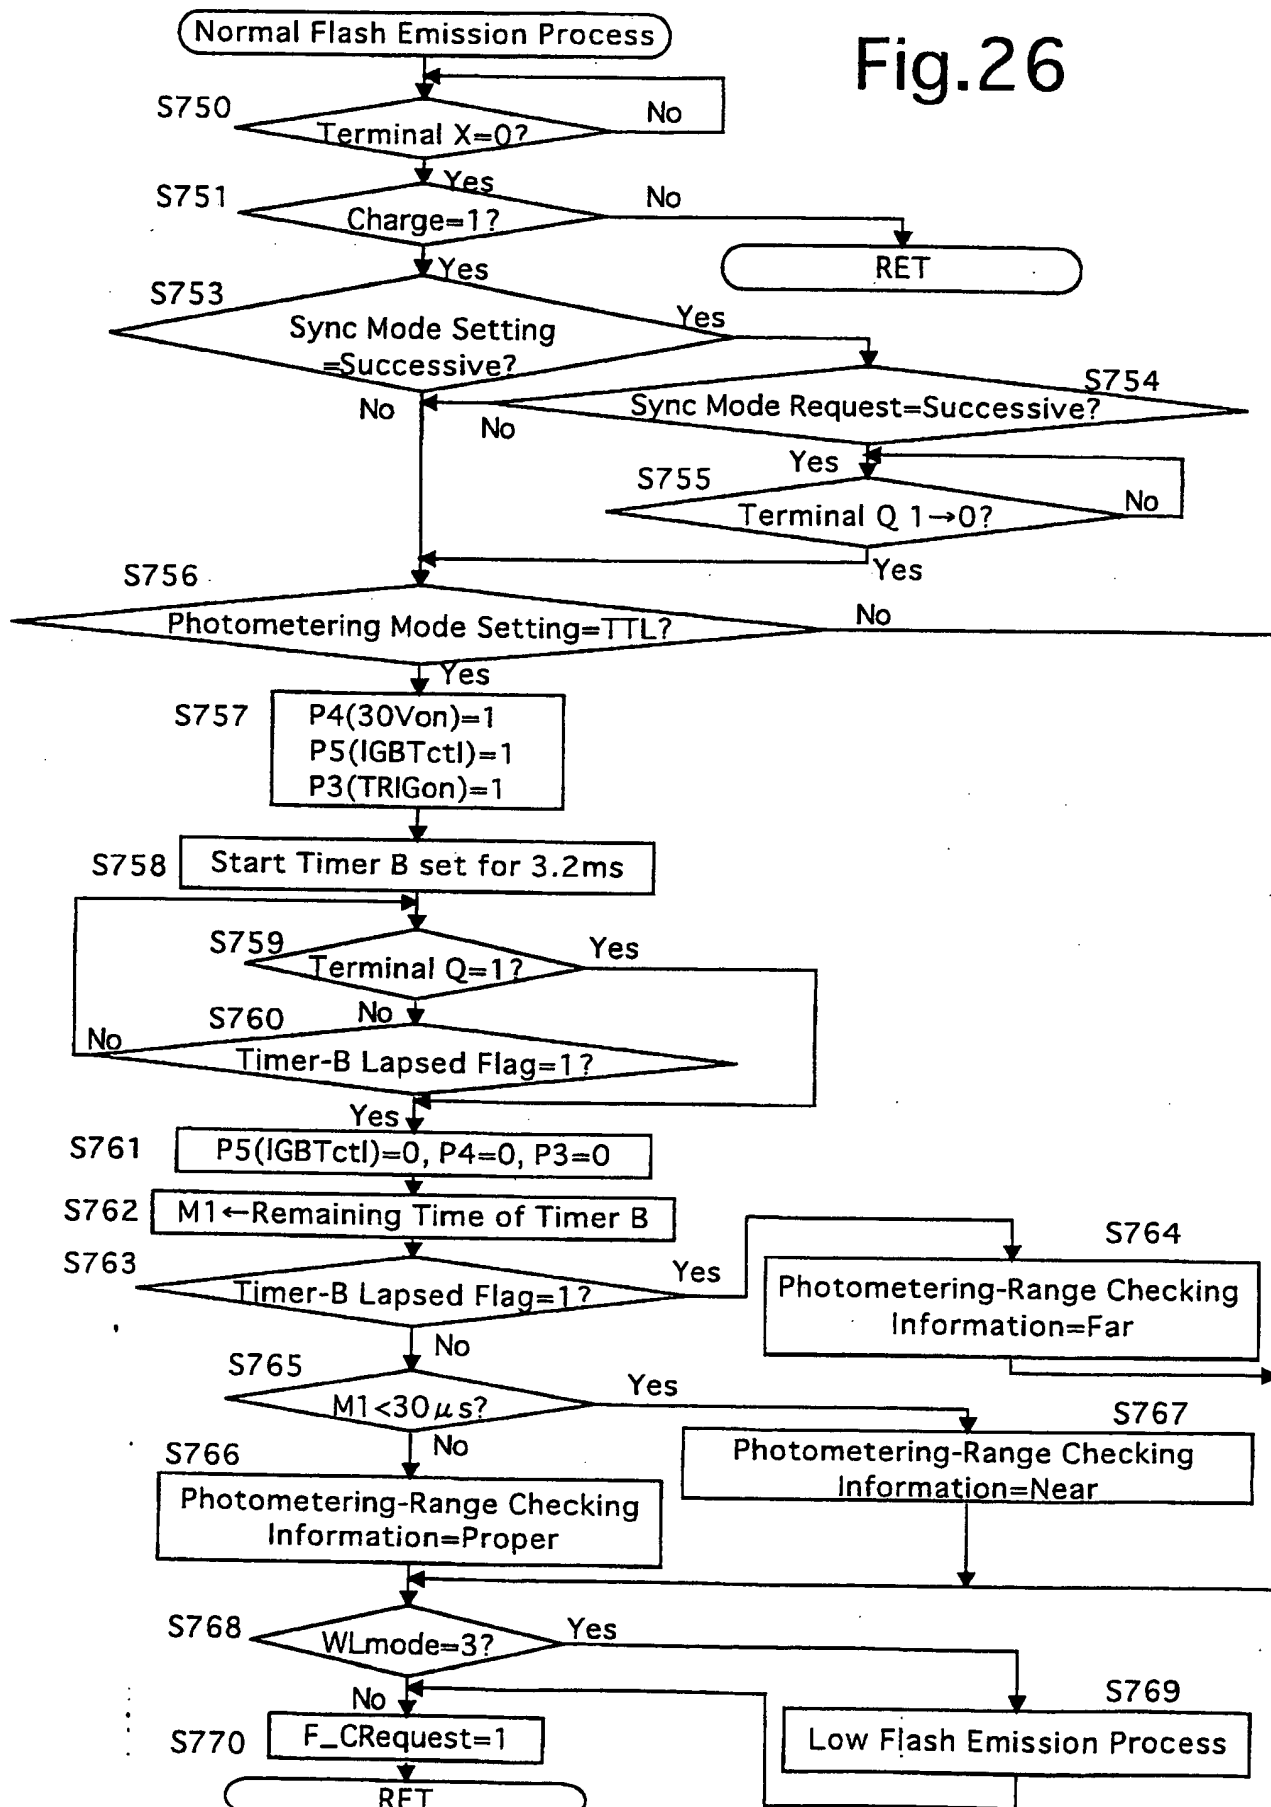 Normal Flash Emission Process
Fig.26
S750
Terminal X=0?
No
Yes
S751
Charge=1?
No
RET
Yes
S753
Sync Mode Setting
=Successive?
Yes
No
S754
Sync Mode Request=Successive?
No
Yes
S755
Terminal Q 1→0?
No
Yes
S756
Photometering Mode Setting=TTL?
No
Yes
S757
P4(30Von)=1
P5(IGBTctl)=1
P3(TRIGon)=1
S758
Start Timer B set for 3.2ms
S759
Terminal Q=1?
Yes
No
S760
Timer-B Lapsed Flag=1?
No
Yes
S761
P5(IGBTctl)=0, P4=0, P3=0
S762
M1←Remaining Time of Timer B
S763
Timer-B Lapsed Flag=1?
Yes
S764
Photometering-Range Checking
Information=Far
No
S765
M1<30μs?
Yes
S767
Photometering-Range Checking
Information=Near
No
S766
Photometering-Range Checking
Information=Proper
S768
WLmode=3?
Yes
S769
Low Flash Emission Process
No
S770
F_CRequest=1
RET